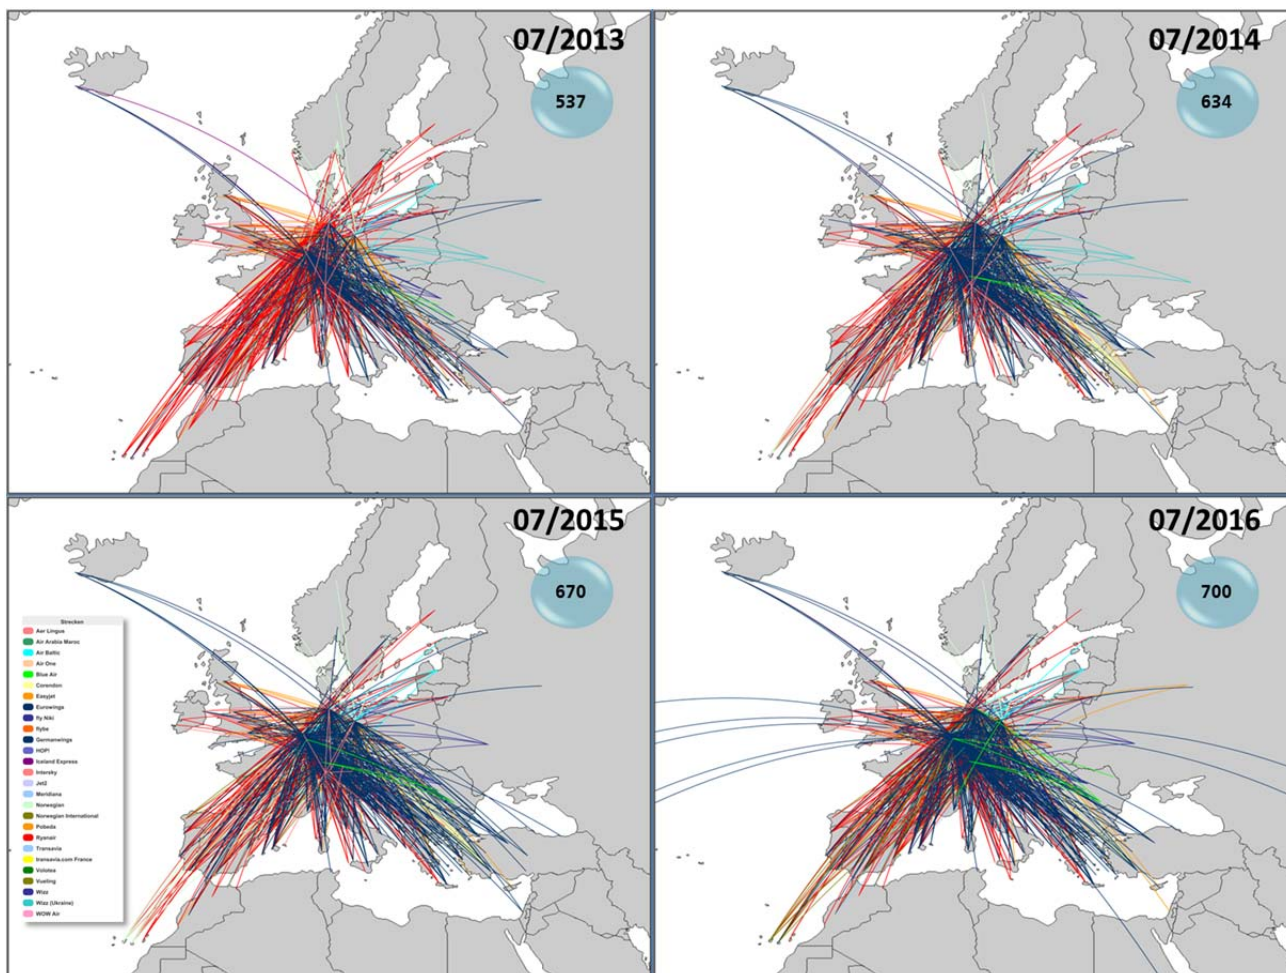 07/2013
537
07/2014
634
07/2015
670
07/2016
700
Strecken
Aer Lingus
Air Arabia Maroc
Air Baltic
Air One
Blue Air
Corendon
Easyjet
Eurowings
fly Niki
flybe
Germanwings
HOP!
Iceland Express
Intersky
Jet2
Meridiana
Norwegian
Norwegian International
Pobeda
Ryanair
Transavia
transavia.com France
Volotea
Vueling
Wizz
Wizz (Ukraine)
WOW Air